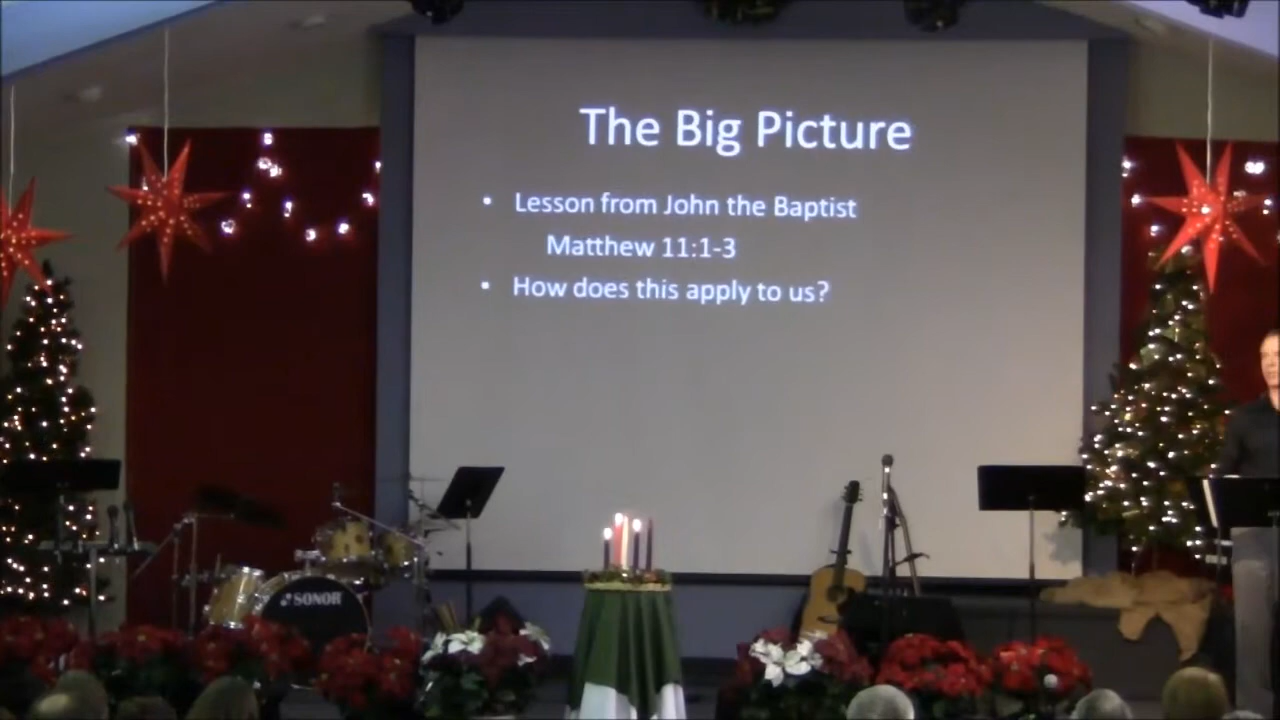 The Big Picture
• Lesson from John the Baptist
Matthew 11:1-3
• How does this apply to us?
SONOR